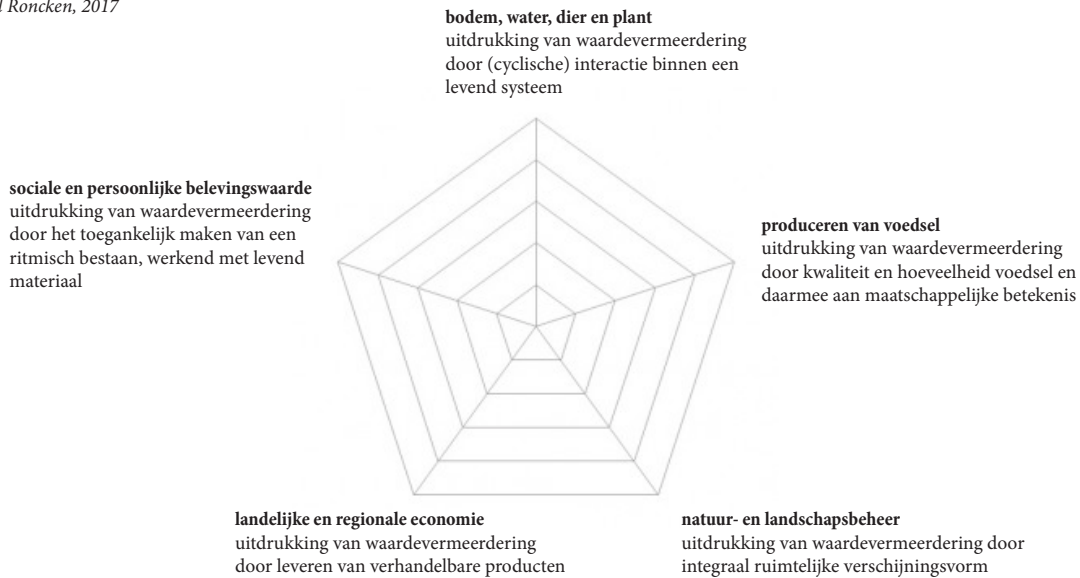 Roncken, 2017
bodem, water, dier en plant
uitdrukking van waardevermeerdering
door (cyclische) interactie binnen een
levend systeem
sociale en persoonlijke belevingswaarde
uitdrukking van waardevermeerdering
door het toegankelijk maken van een
ritmisch bestaan, werkend met levend
materiaal
produceren van voedsel
uitdrukking van waardevermeerdering
door kwaliteit en hoeveelheid voedsel en
daarmee aan maatschappelijke betekenis
landelijke en regionale economie
uitdrukking van waardevermeerdering
door leveren van verhandelbare producten
natuur- en landschapsbeheer
uitdrukking van waardevermeerdering door
integraal ruimtelijke verschijningsvorm